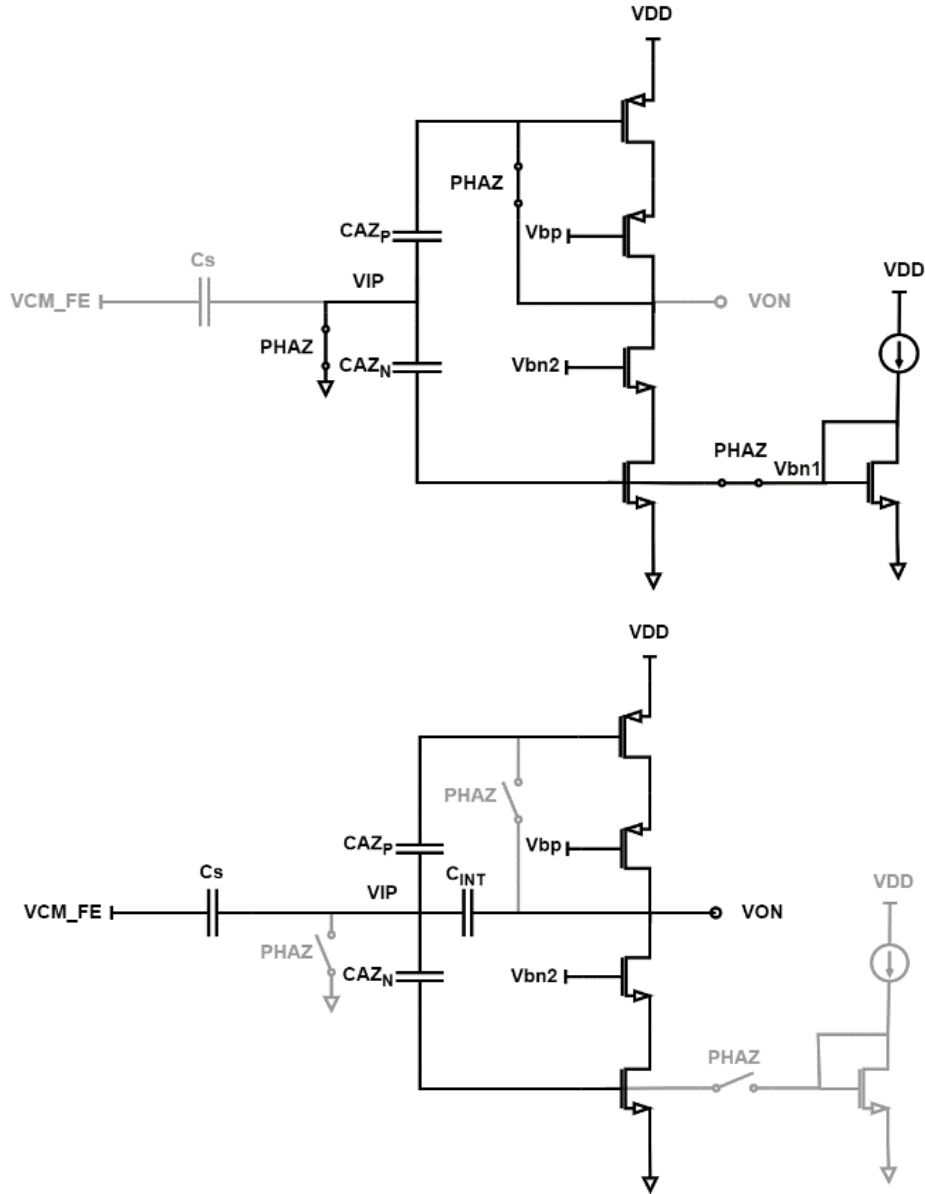 VDD
PHAZ
CAZP
Vbp
Cs
VCM_FE
VIP
VON
VDD
PHAZ
CAZN
Vbn2
PHAZ
Vbn1
VDD
PHAZ
CAZP
Vbp
Cs
VIP
CINT
VCM_FE
VON
VDD
PHAZ
CAZN
Vbn2
PHAZ